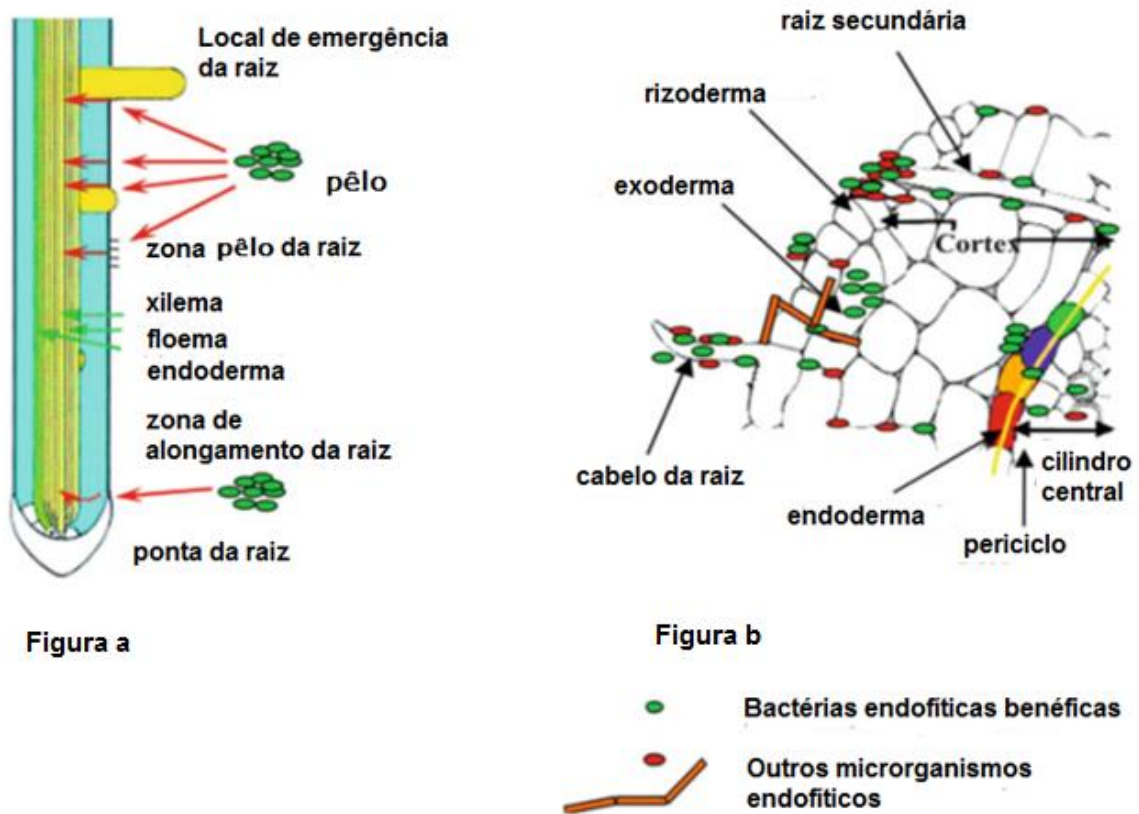 Local de emergência
da raiz
pêlo
zona pêlo da raiz
xilema
floema
endoderma
zona de
alongamento da raiz
ponta da raiz
Figura a
raiz secundária
rizoderma
exoderma
Cortex
cabelo da raiz
endoderma
cilindro
central
periciclo
Figura b
Bactérias endofíticas benéficas
Outros microrganismos
endofíticos